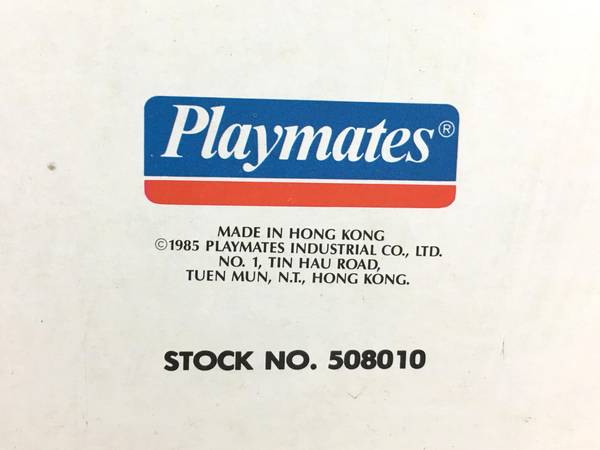 Playmates®
MADE IN HONG KONG
©1985 PLAYMATES INDUSTRIAL CO., LTD.
NO. 1, TIN HAU ROAD,
TUEN MUN, N.T., HONG KONG.
STOCK NO. 508010